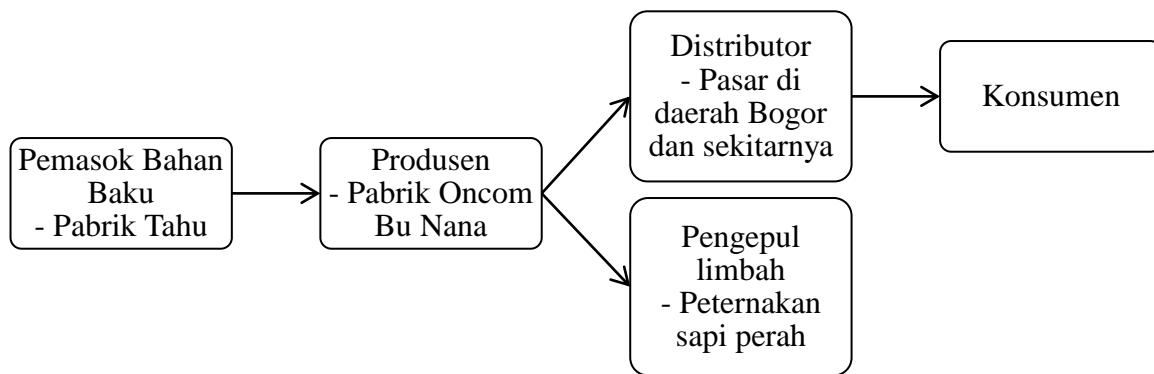 Pemasok Bahan
Baku
- Pabrik Tahu
Produsen
- Pabrik Oncom
Bu Nana
Distributor
- Pasar di
daerah Bogor
dan sekitarnya
Konsumen
Pengepul
limbah
- Peternakan
sapi perah